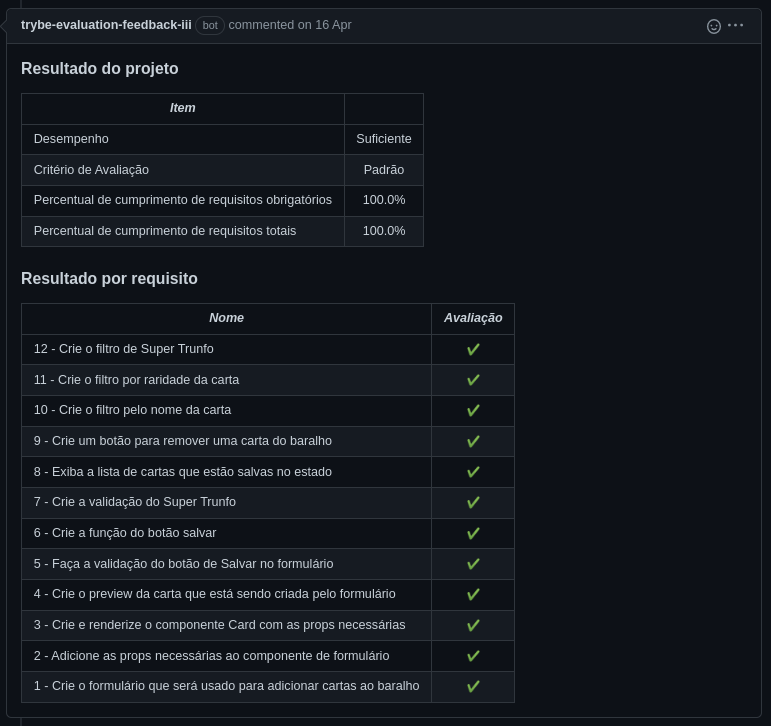 trybe-evaluation-feedback-iii bot commented on 16 Apr
Resultado do projeto
Item
Desempenho Suficiente
Critério de Avaliação Padrão
Percentual de cumprimento de requisitos obrigatórios 100.0%
Percentual de cumprimento de requisitos totais 100.0%
Resultado por requisito
Nome Avaliação
12 - Crie o filtro de Super Trunfo ✔
11 - Crie o filtro por raridade da carta ✔
10 - Crie o filtro pelo nome da carta ✔
9 - Crie um botão para remover uma carta do baralho ✔
8 - Exiba a lista de cartas que estão salvas no estado ✔
7 - Crie a validação do Super Trunfo ✔
6 - Crie a função do botão salvar ✔
5 - Faça a validação do botão de Salvar no formulário ✔
4 - Crie o preview da carta que está sendo criada pelo formulário ✔
3 - Crie e renderize o componente Card com as props necessárias ✔
2 - Adicione as props necessárias ao componente de formulário ✔
1 - Crie o formulário que será usado para adicionar cartas ao baralho ✔